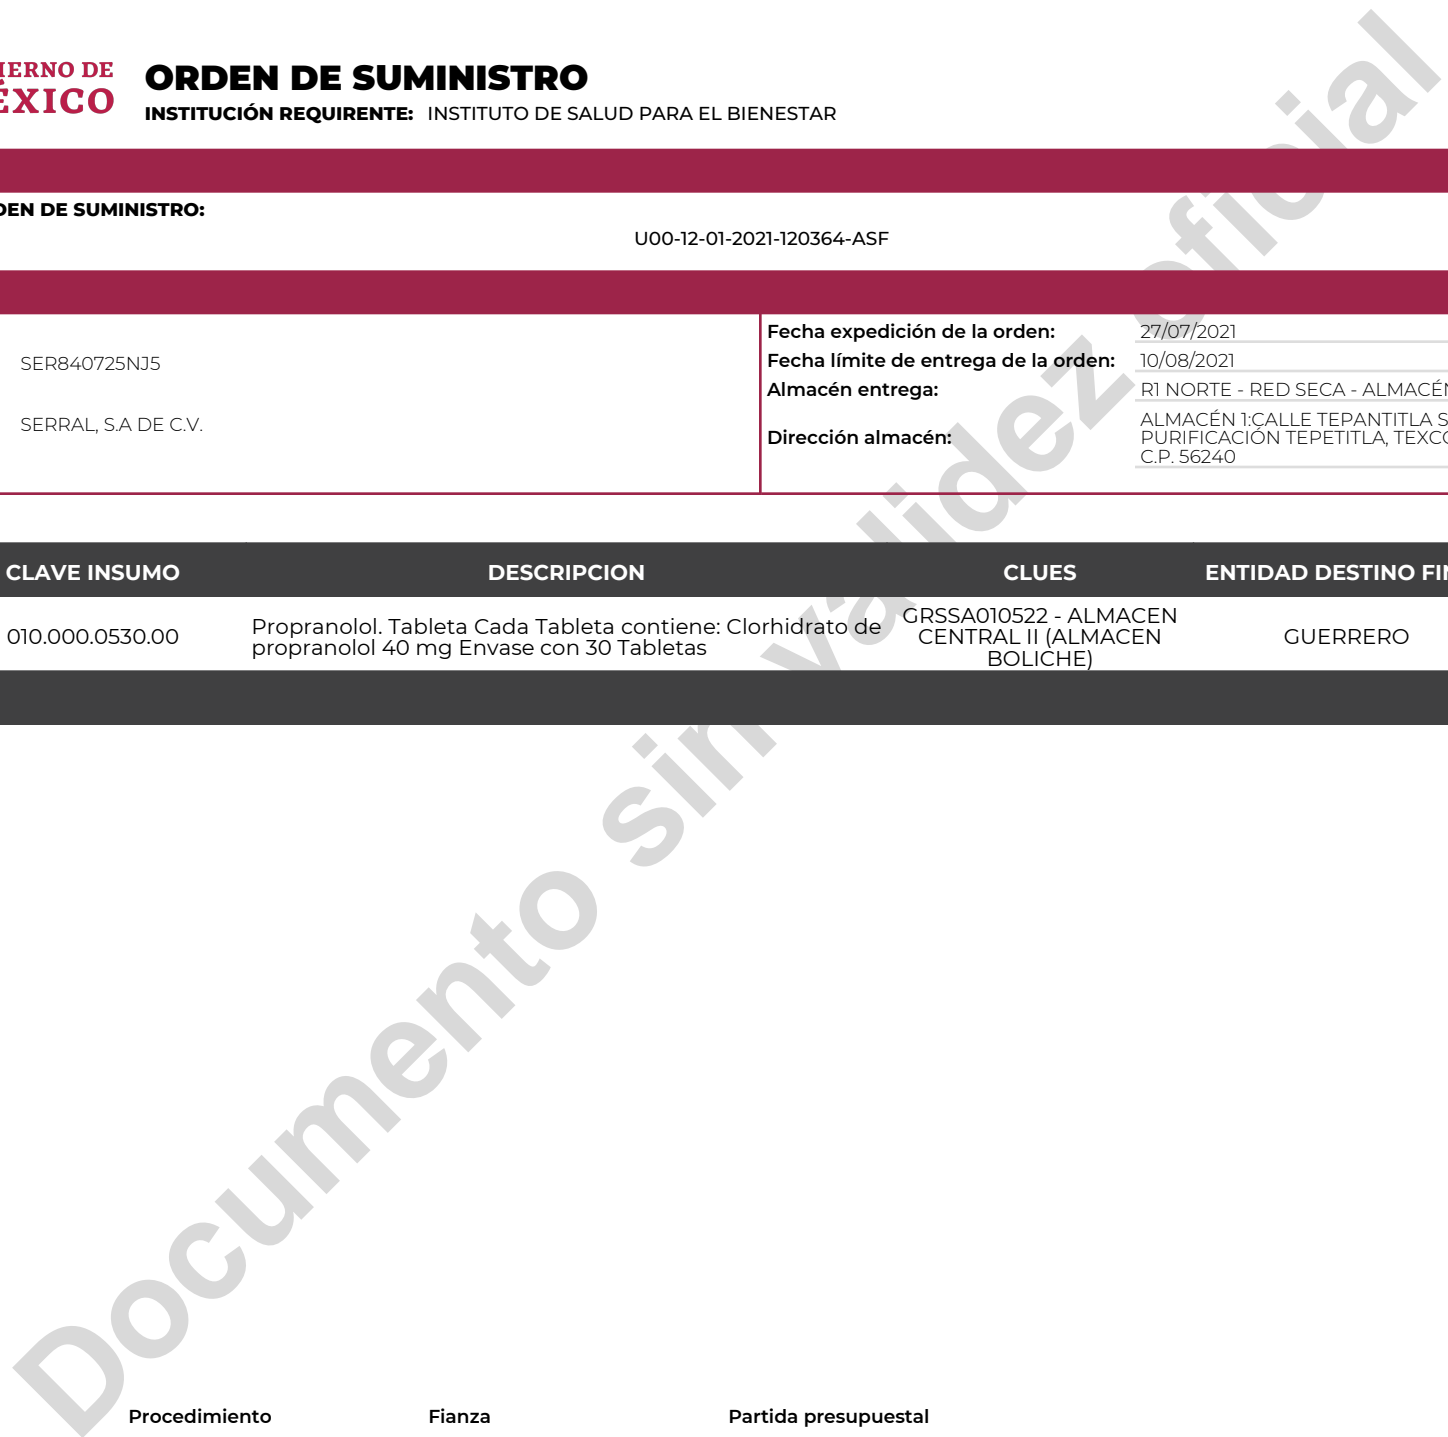 IERNO DE
ÉXICO
ORDEN DE SUMINISTRO
INSTITUCIÓN REQUIRENTE: INSTITUTO DE SALUD PARA EL BIENESTAR
DEN DE SUMINISTRO:
U00-12-01-2021-120364-ASF
SER840725NJ5
SERRAL, S.A DE C.V.
Fecha expedición de la orden: 27/07/2021
Fecha límite de entrega de la orden: 10/08/2021
Almacén entrega: R1 NORTE - RED SECA - ALMACÉN
Dirección almacén: ALMACÉN 1:CALLE TEPANTITLA S
PURIFICACIÓN TEPETITLA, TEXCO
C.P. 56240
CLAVE INSUMO DESCRIPCION CLUES ENTIDAD DESTINO FIN
010.000.0530.00
Propranolol. Tableta Cada Tableta contiene: Clorhidrato de
propranolol 40 mg Envase con 30 Tabletas
GRSSA010522 - ALMACEN
CENTRAL II (ALMACEN
BOLICHE)
GUERRERO
Documento sin validez oficial
Procedimiento Fianza Partida presupuestal